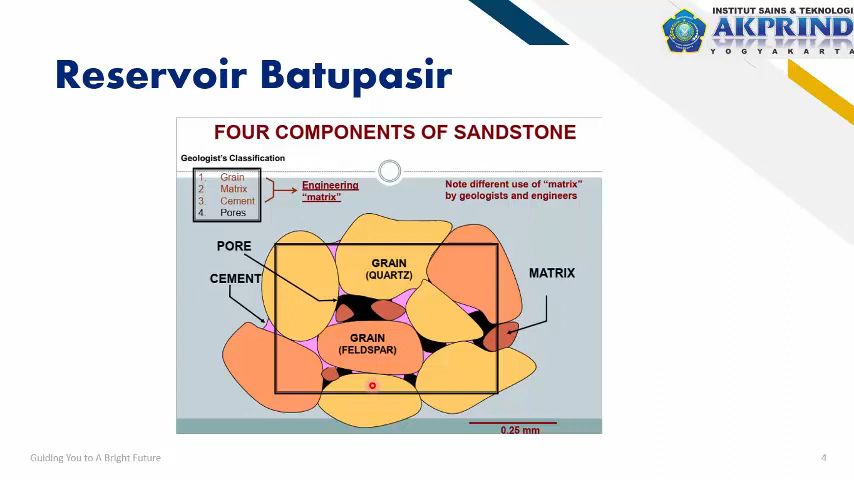 INSTITUT SAINS & TEKNOLOGI
AKPRIND
YOGYAKARTA
Reservoir Batupasir
FOUR COMPONENTS OF SANDSTONE
Geologist's Classification
1. Grain
2 Matrix
3. Cement
4. Pores
Engineering
"matrix"
Note different use of "matrix"
by geologists and engineers
PORE
CEMENT
GRAIN
(QUARTZ)
MATRIX
GRAIN
(FELDSPAR)
0.25 mm
Guiding You to A Bright Future
4